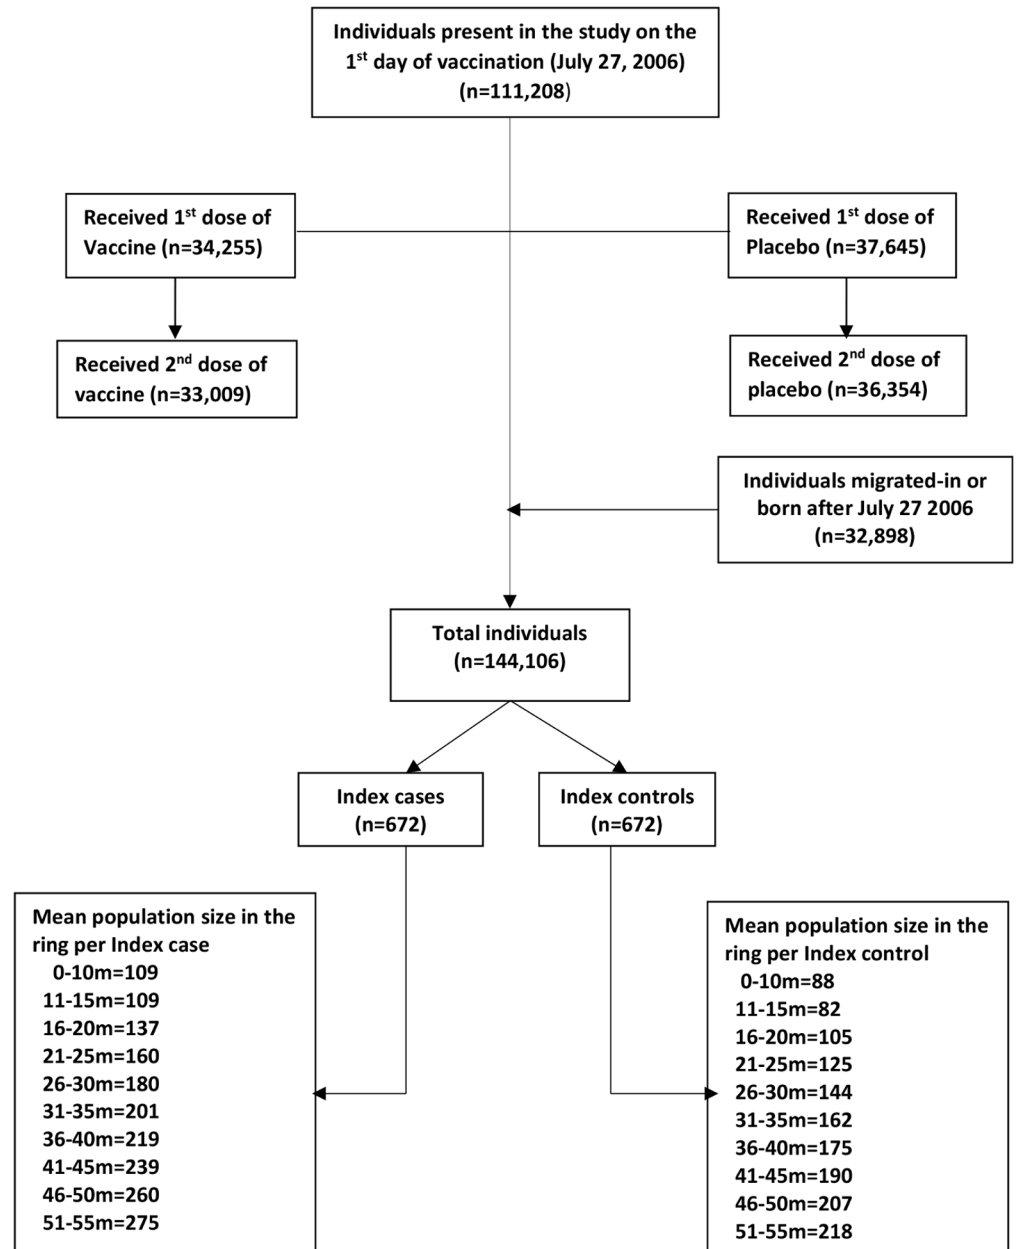 Individuals present in the study on the
1st day of vaccination (July 27, 2006)
(n=111,208)
Received 1st dose of
Vaccine (n=34,255)
Received 1st dose of
Placebo (n=37,645)
Received 2nd dose of
vaccine (n=33,009)
Received 2nd dose of
placebo (n=36,354)
Individuals migrated-in or
born after July 27 2006
(n=32,898)
Total individuals
(n=144,106)
Index cases
(n=672)
Index controls
(n=672)
Mean population size in the
ring per Index case
0-10m=109
11-15m=109
16-20m=137
21-25m=160
26-30m=180
31-35m=201
36-40m=219
41-45m=239
46-50m=260
51-55m=275
Mean population size in the
ring per Index control
0-10m=88
11-15m=82
16-20m=105
21-25m=125
26-30m=144
31-35m=162
36-40m=175
41-45m=190
46-50m=207
51-55m=218